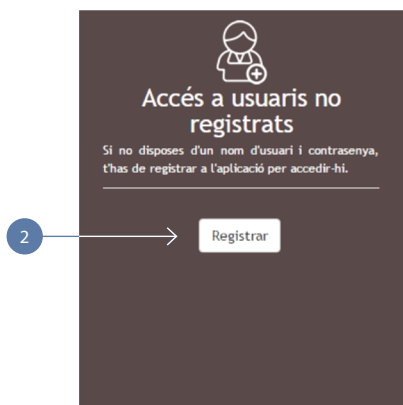 Accés a usuaris no
registrats
Si no disposes d'un nom d'usuari i contrasenya,
t'has de registrar a l'aplicació per accedir-hi.
2
Registrar